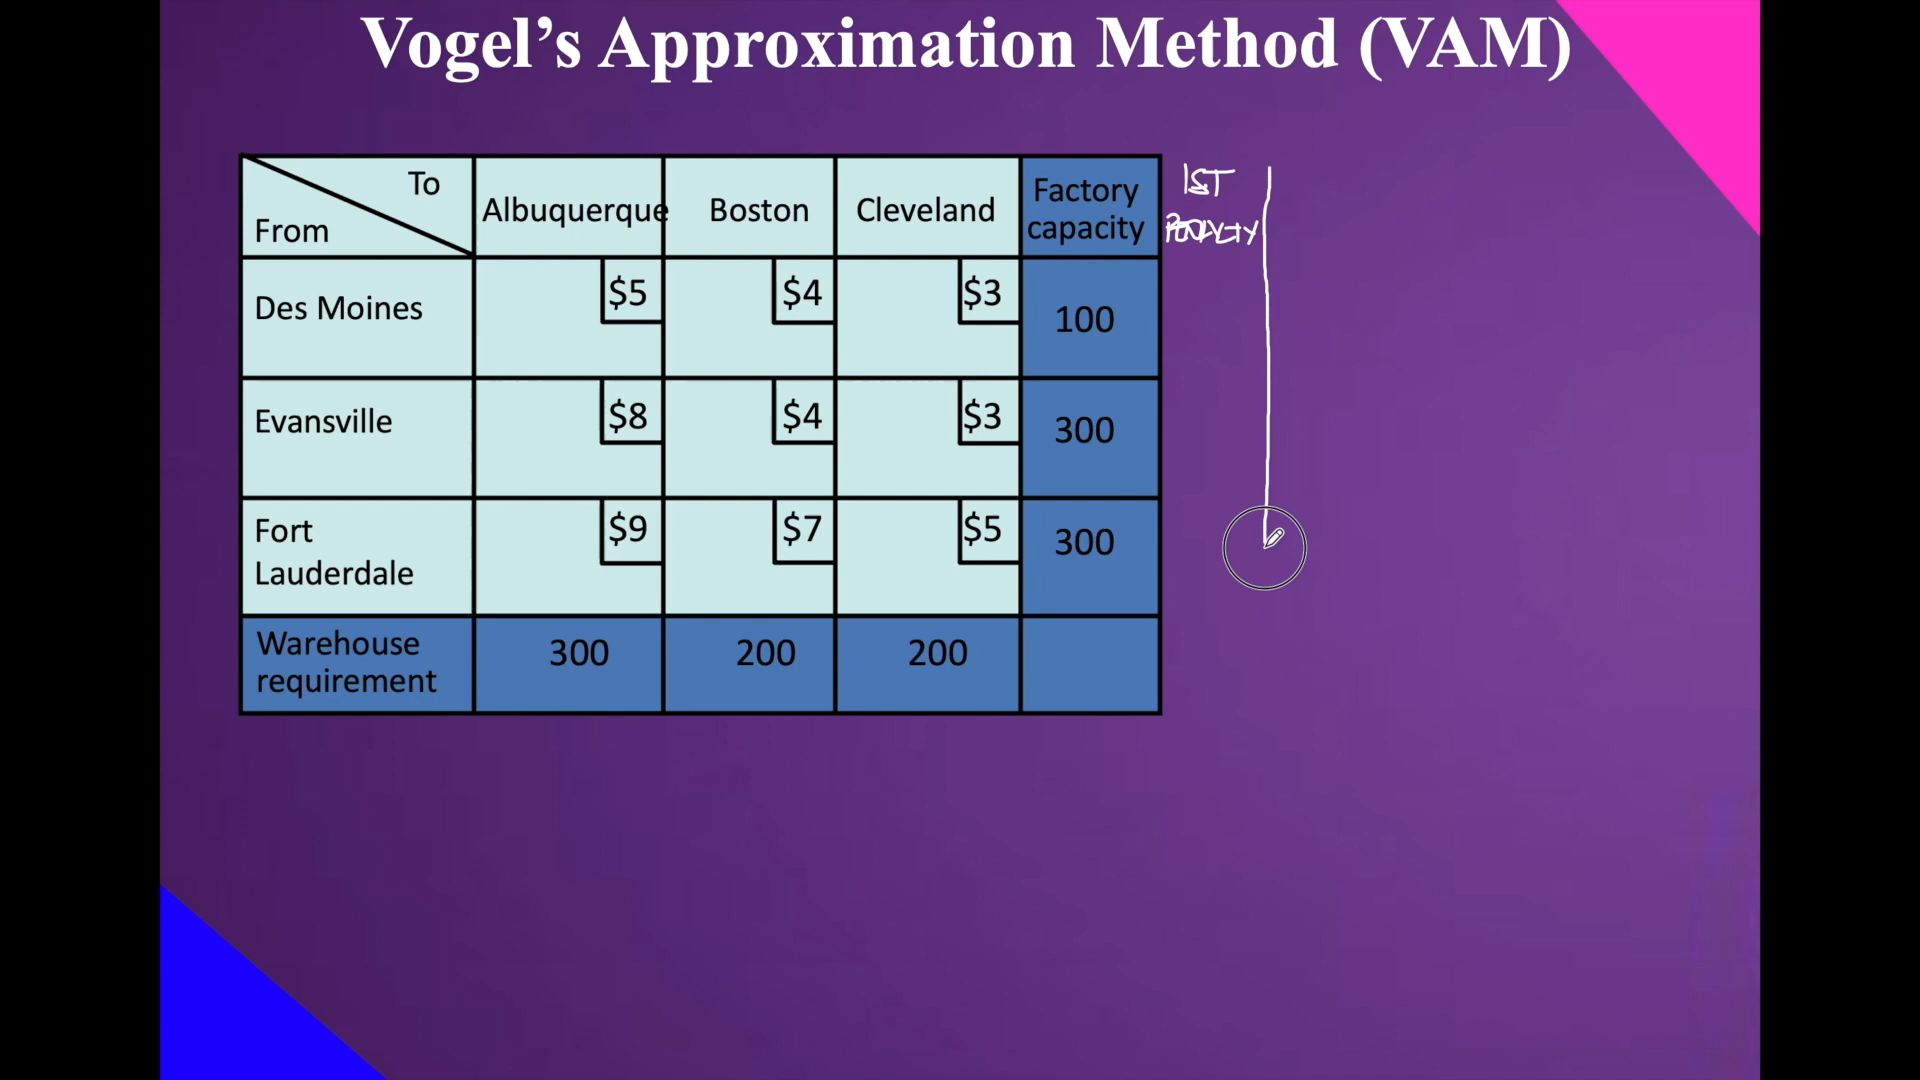 Vogel’s Approximation Method (VAM)
To
From
Albuquerque Boston Cleveland Factory capacity
1ST
PENALTY
Des Moines $5 $4 $3 100
Evansville $8 $4 $3 300
Fort Lauderdale $9 $7 $5 300
Warehouse requirement 300 200 200